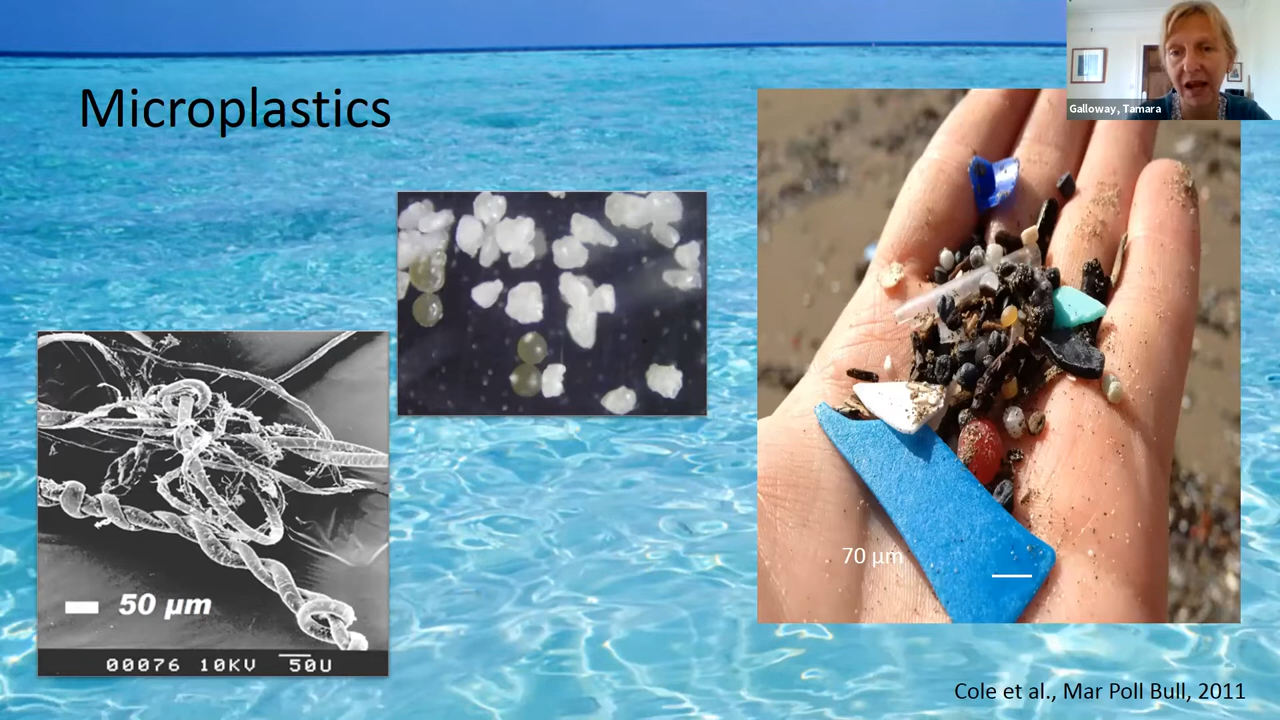 Microplastics
Galloway, Tamara
70 µm
50 µm
00076 10KV 50U
Cole et al., Mar Poll Bull, 2011